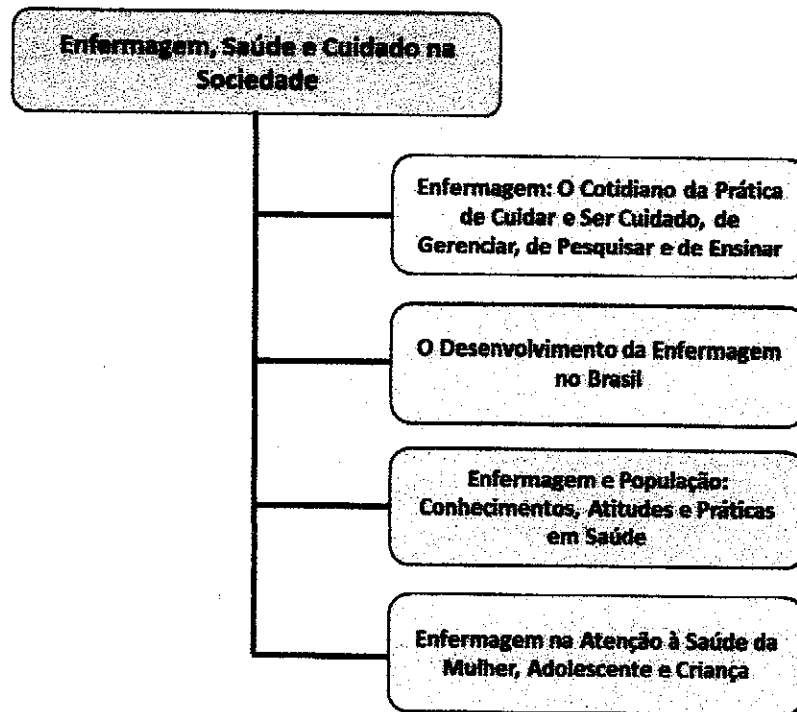 Enfermagem, Saúde e Cuidado na
Sociedade
Enfermagem: O Cotidiano da Prática
de Cuidar e Ser Cuidado, de
Gerenciar, de Pesquisar e de Ensinar
O Desenvolvimento da Enfermagem
no Brasil
Enfermagem e População:
Conhecimentos, Atitudes e Práticas
em Saúde
Enfermagem na Atenção à Saúde da
Mulher, Adolescente e Criança